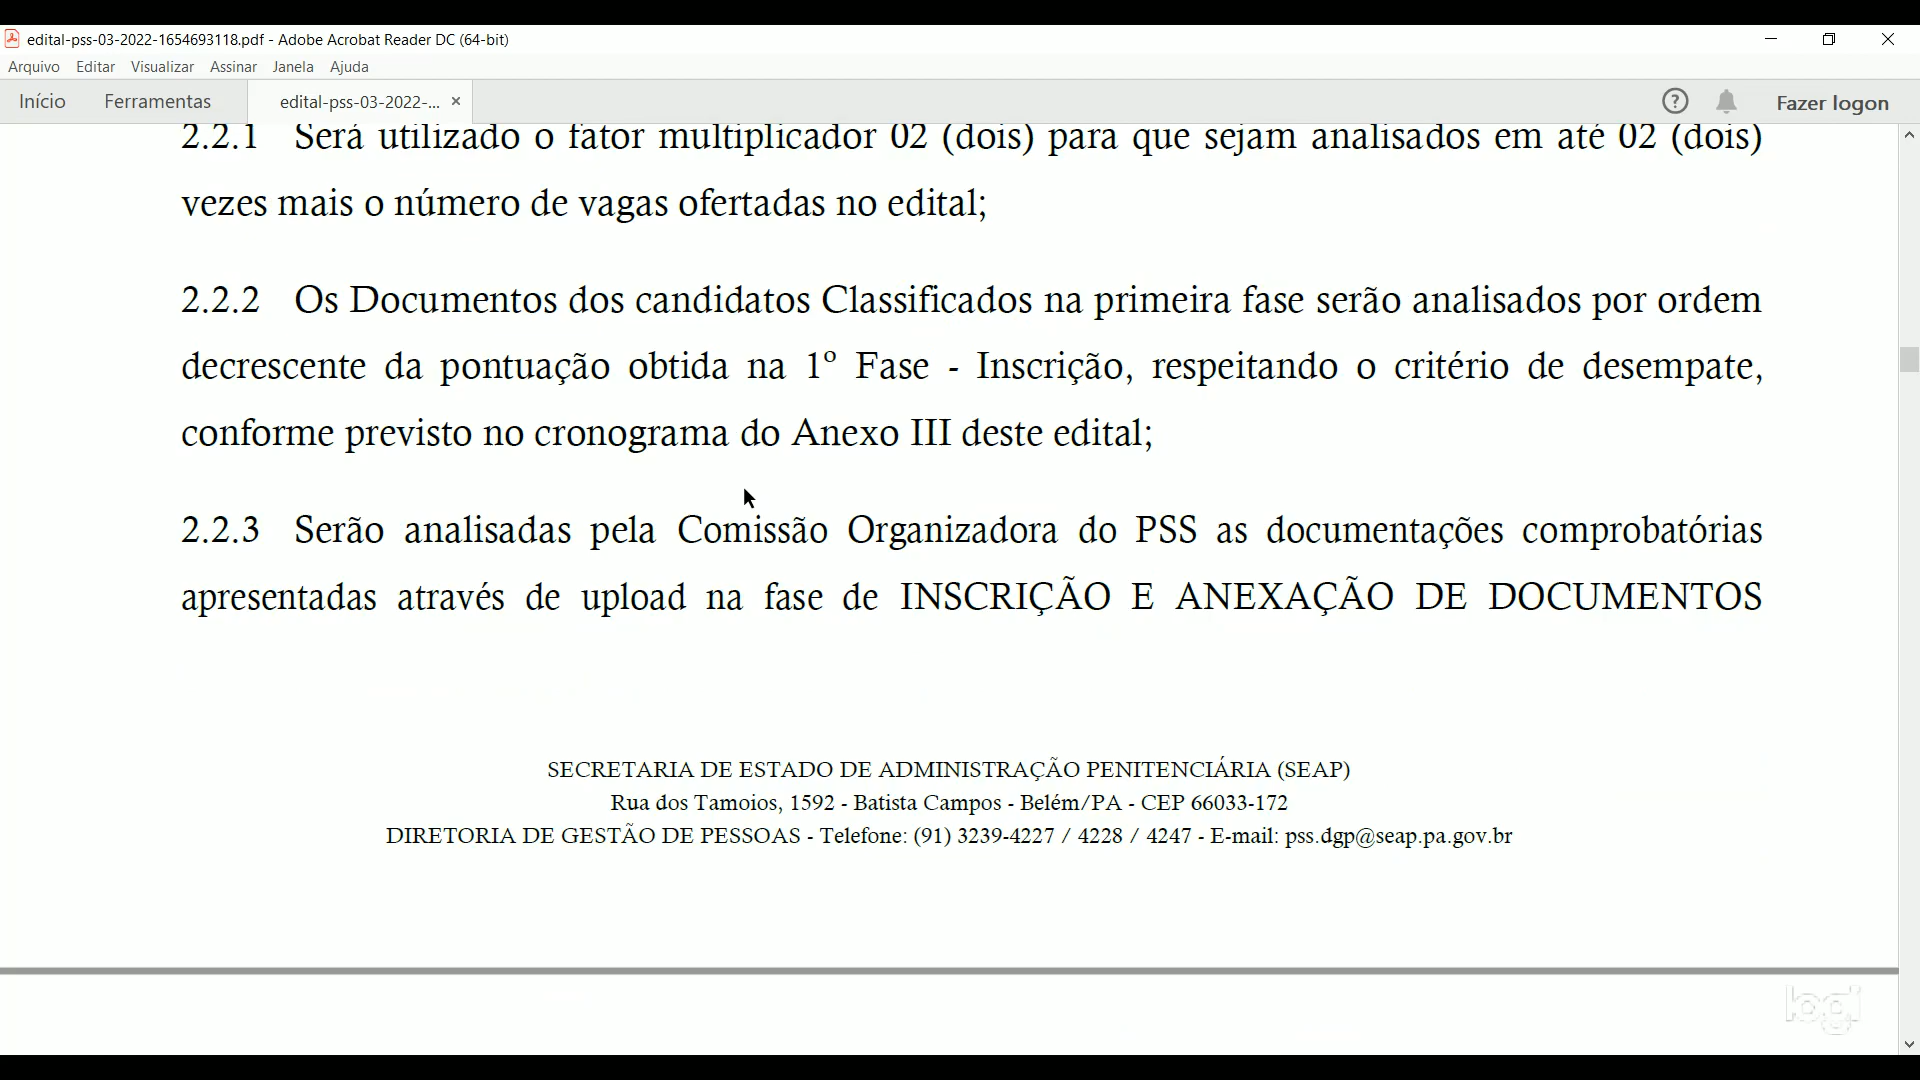 edital-pss-03-2022-1654693118.pdf - Adobe Acrobat Reader DC (64-bit)
Arquivo Editar Visualizar Assinar Janela Ajuda
Início Ferramentas edital-pss-03-2022-... × ? Fazer logon
2.2.1 Será utilizado o fator multiplicador 02 (dois) para que sejam analisados em até 02 (dois)
vezes mais o número de vagas ofertadas no edital;
2.2.2 Os Documentos dos candidatos Classificados na primeira fase serão analisados por ordem
decrescente da pontuação obtida na 1º Fase - Inscrição, respeitando o critério de desempate,
conforme previsto no cronograma do Anexo III deste edital;
2.2.3 Serão analisadas pela Comissão Organizadora do PSS as documentações comprobatórias
apresentadas através de upload na fase de INSCRIÇÃO E ANEXAÇÃO DE DOCUMENTOS
SECRETARIA DE ESTADO DE ADMINISTRAÇÃO PENITENCIÁRIA (SEAP)
Rua dos Tamoios, 1592 - Batista Campos - Belém/PA - CEP 66033-172
DIRETORIA DE GESTÃO DE PESSOAS - Telefone: (91) 3239-4227 / 4228 / 4247 - E-mail: pss.dgp@seap.pa.gov.br
logi